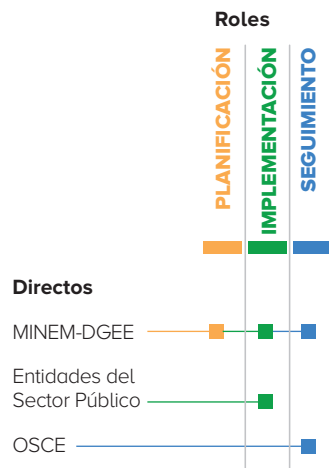 Roles
PLANIFICACIÓN
IMPLEMENTACIÓN
SEGUIMIENTO
Directos
MINEM-DGEE
Entidades del
Sector Público
OSCE